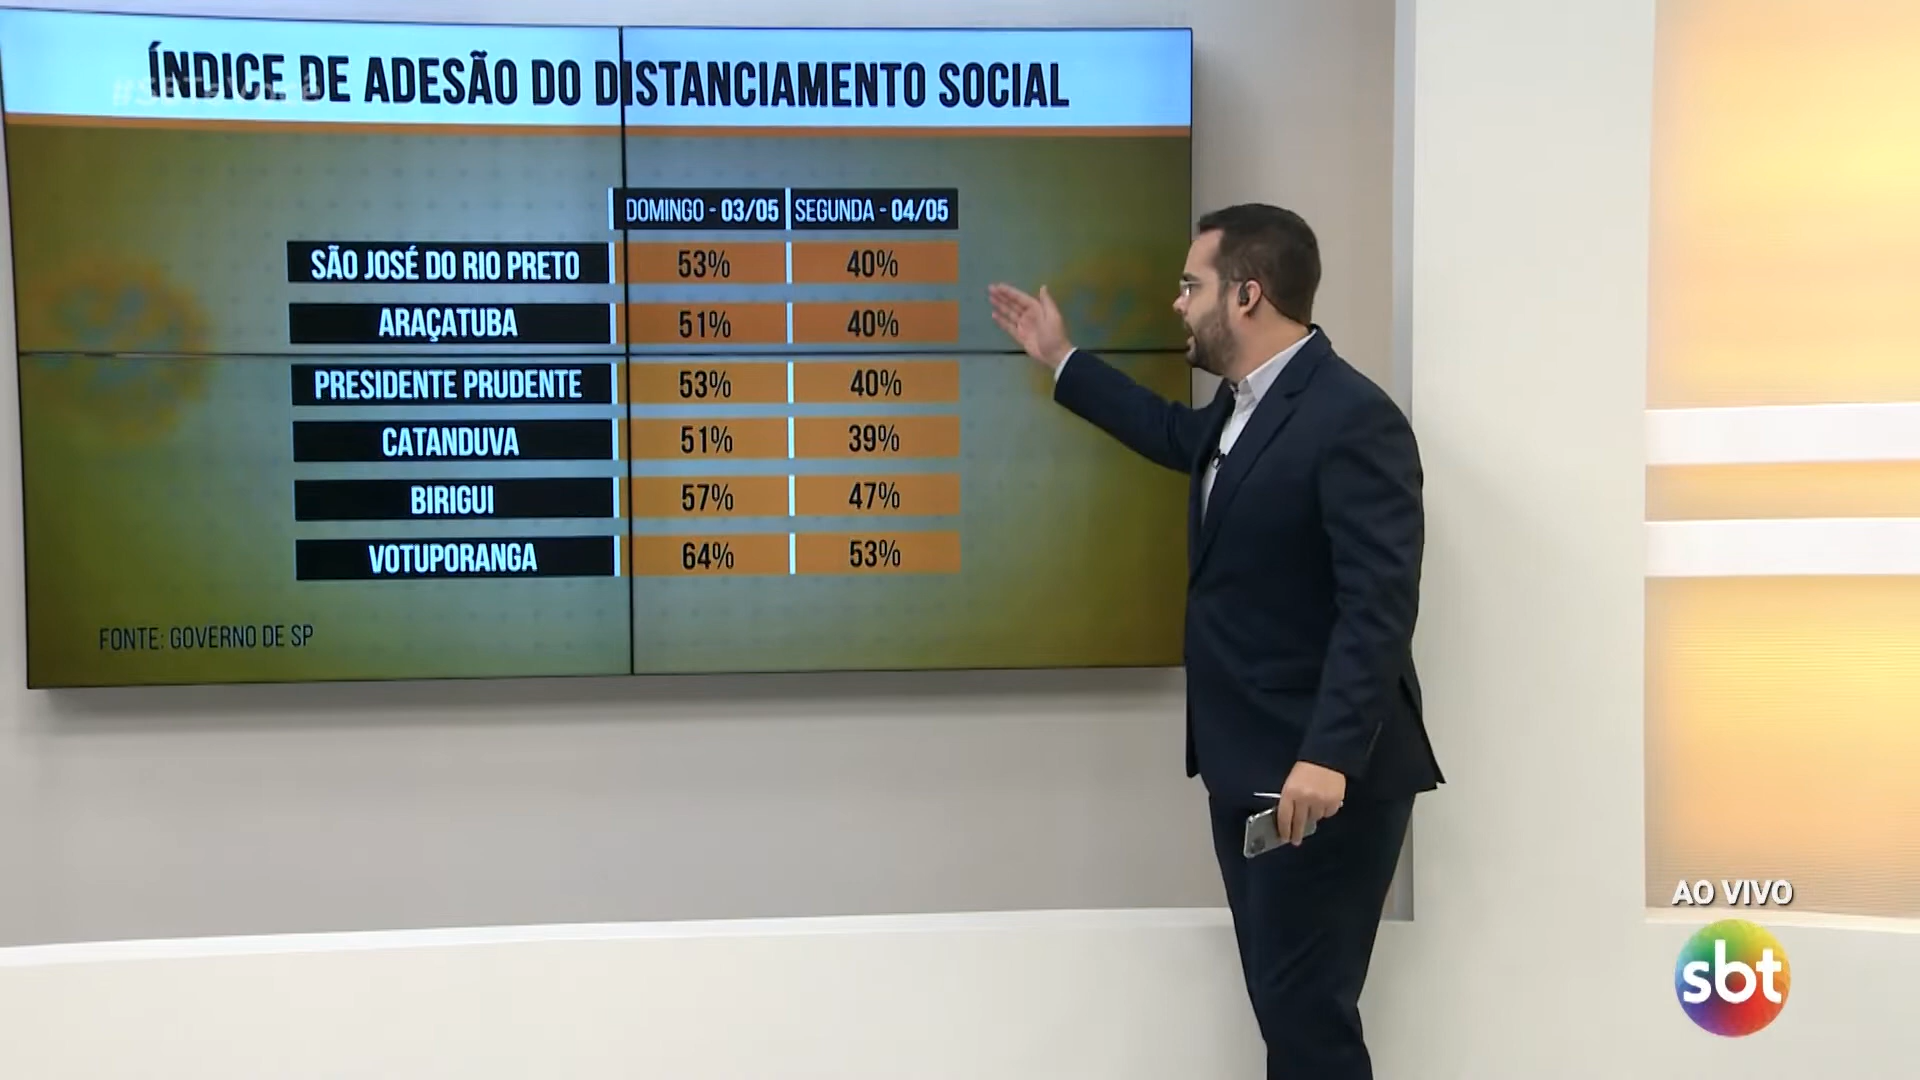 ÍNDICE DE ADESÃO DO DISTANCIAMENTO SOCIAL
#SBTeVocê
DOMINGO - 03/05 SEGUNDA - 04/05
SÃO JOSÉ DO RIO PRETO 53% 40%
ARAÇATUBA 51% 40%
PRESIDENTE PRUDENTE 53% 40%
CATANDUVA 51% 39%
BIRIGUI 57% 47%
VOTUPORANGA 64% 53%
FONTE: GOVERNO DE SP
AO VIVO
sbt